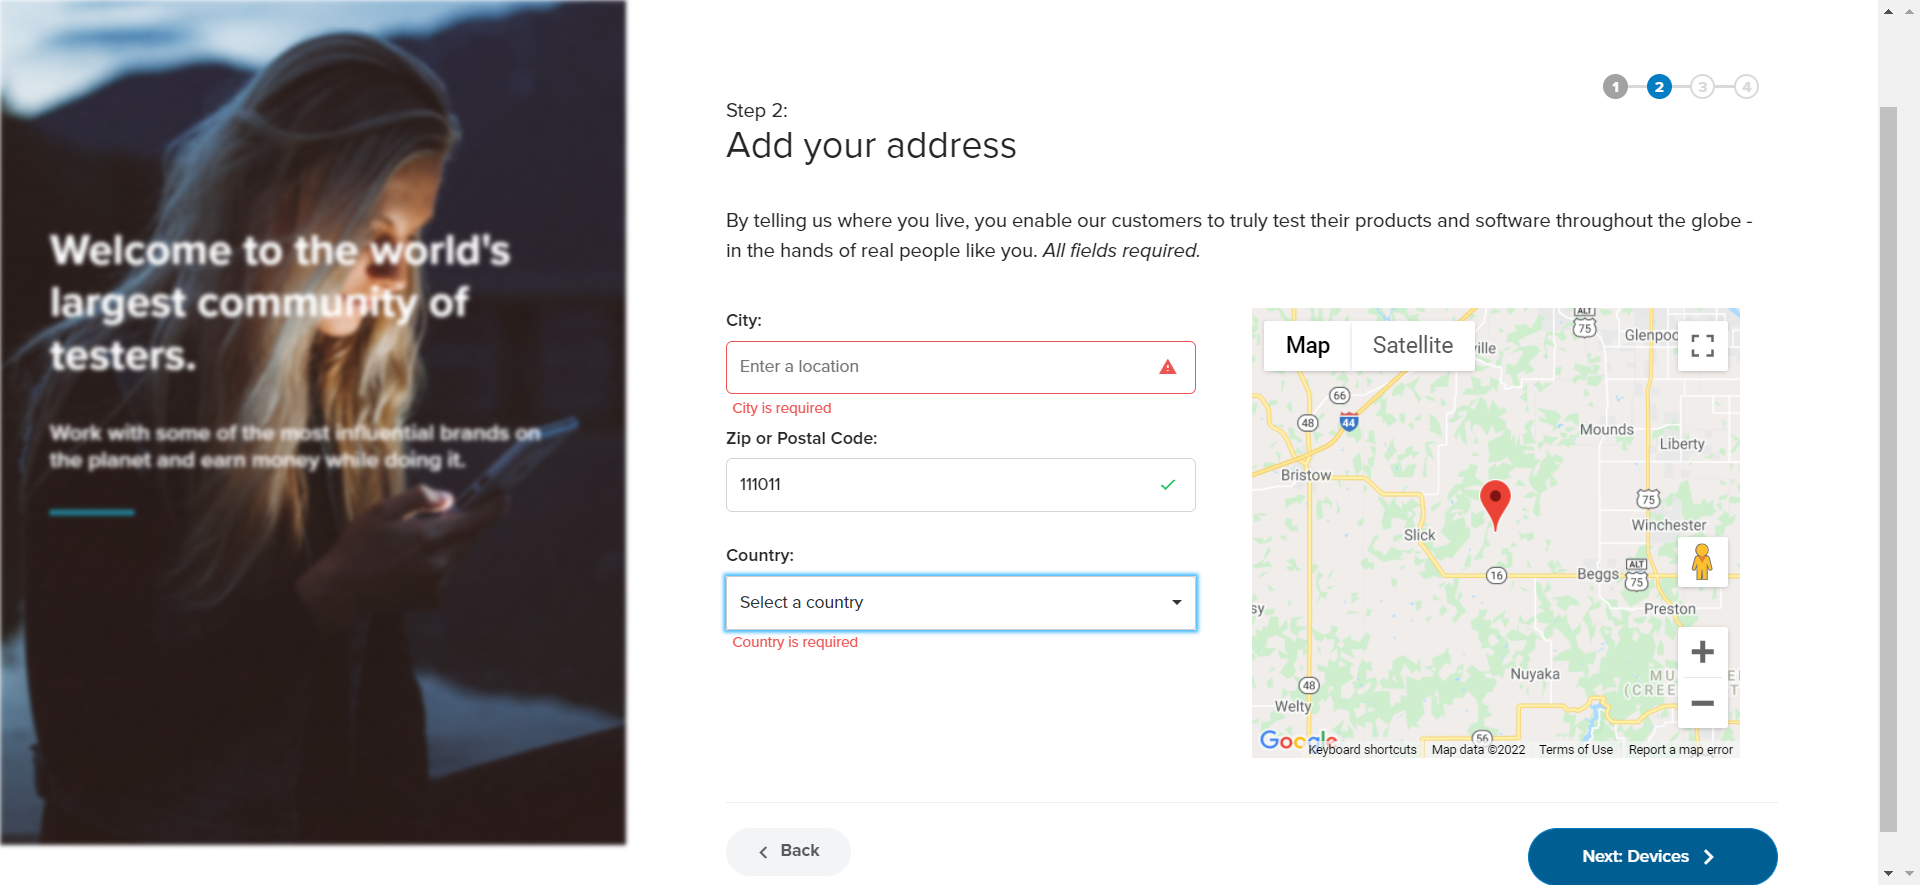 1 2 3 4
Step 2:
Add your address
By telling us where you live, you enable our customers to truly test their products and software throughout the globe -
in the hands of real people like you. All fields required.
Welcome to the world's
largest community of
testers.
Work with some of the most influential brands on
the planet and earn money while doing it.
City:
Enter a location
City is required
Zip or Postal Code:
111011
Country:
Select a country
Country is required
Map
Satellite
ville
ALT
75
Glenpoo
66
48
44
Mounds
Liberty
Bristow
75
Winchester
Slick
16
Beggs
ALT
75
Preston
sy
Nuyaka
MU
(CREE
E
48
Welty
56
Google
Keyboard shortcuts
Map data ©2022
Terms of Use
Report a map error
Back
Next: Devices